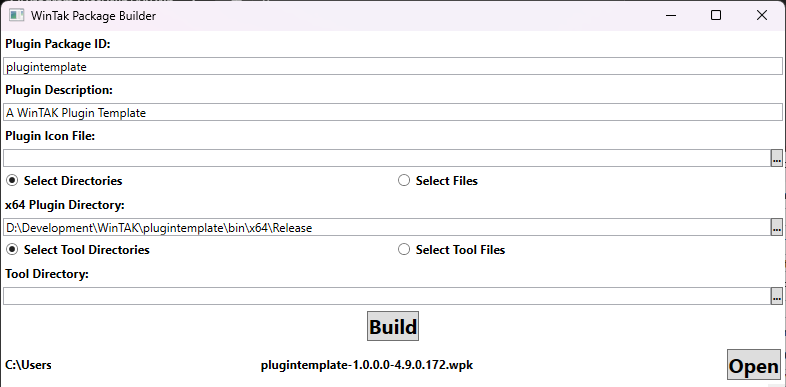 WinTak Package Builder
Plugin Package ID:
plugintemplate
Plugin Description:
A WinTAK Plugin Template
Plugin Icon File:
...
Select Directories Select Files
x64 Plugin Directory:
D:\Development\WinTAK\plugintemplate\bin\x64\Release ...
Select Tool Directories Select Tool Files
Tool Directory:
...
Build
C:\Users plugintemplate-1.0.0.0-4.9.0.172.wpk Open